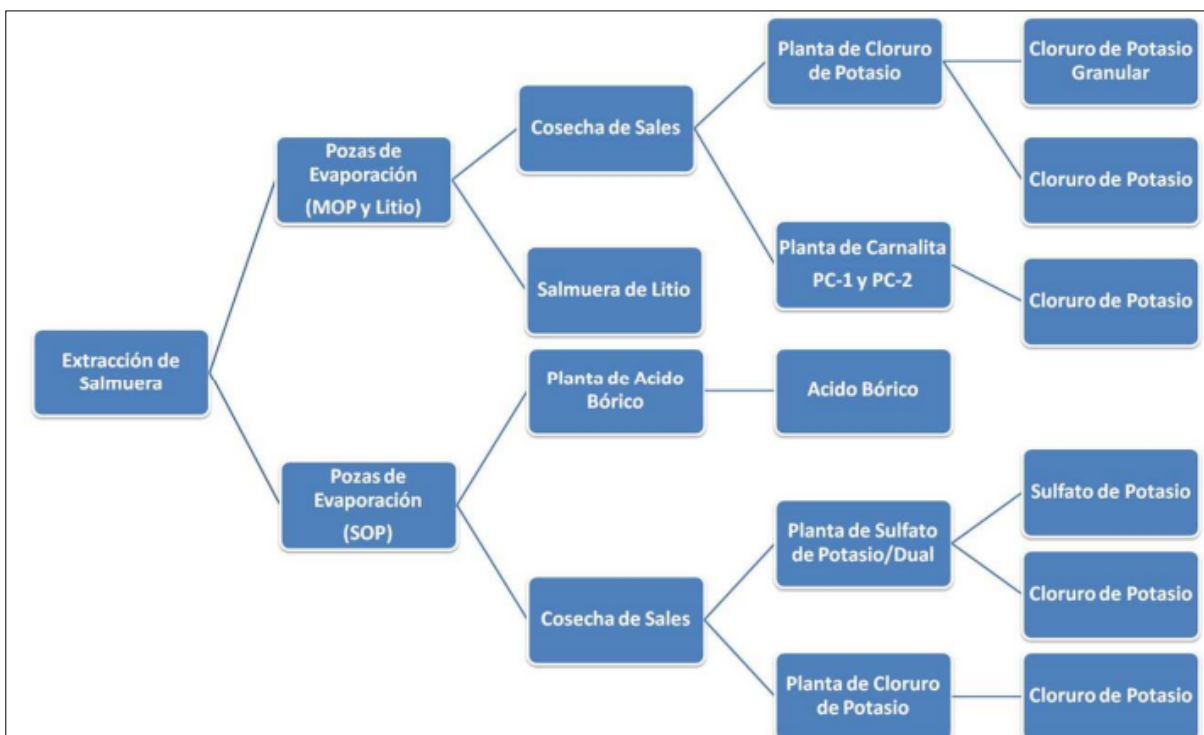 Planta de Cloruro
de Potasio
Cloruro de Potasio
Granular
Cosecha de Sales
Pozas de
Evaporación
(MOP y Litio)
Cloruro de Potasio
Planta de Carnalita
PC-1 y PC-2
Salmuera de Litio
Cloruro de Potasio
Extracción de
Salmuera
Planta de Acido
Bórico
Acido Bórico
Pozas de
Evaporación
(SOP)
Sulfato de Potasio
Planta de Sulfato
de Potasio/Dual
Cloruro de Potasio
Cosecha de Sales
Planta de Cloruro
de Potasio
Cloruro de Potasio